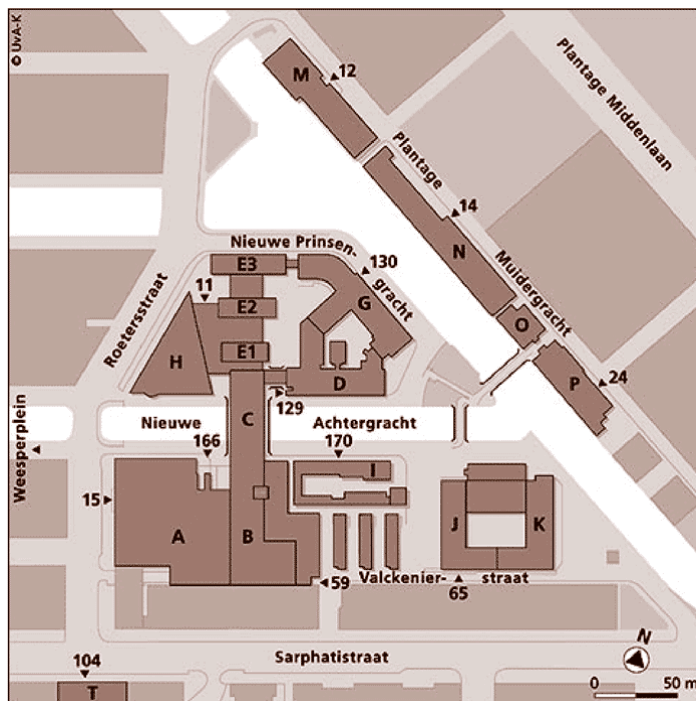 © UvA-K
M
12
Plantage Middenlaan
Plantage
14
N
Muidergracht
Nieuwe Prinsen-
gracht
130
E3
11
E2
G
Roetersstraat
O
E1
H
D
P
24
129
C
Nieuwe
Achtergracht
Weesperplein
166
170
I
15
J
K
A
B
59
Valckenier-
straat
65
N
Sarphatistraat
104
T
0
50 m